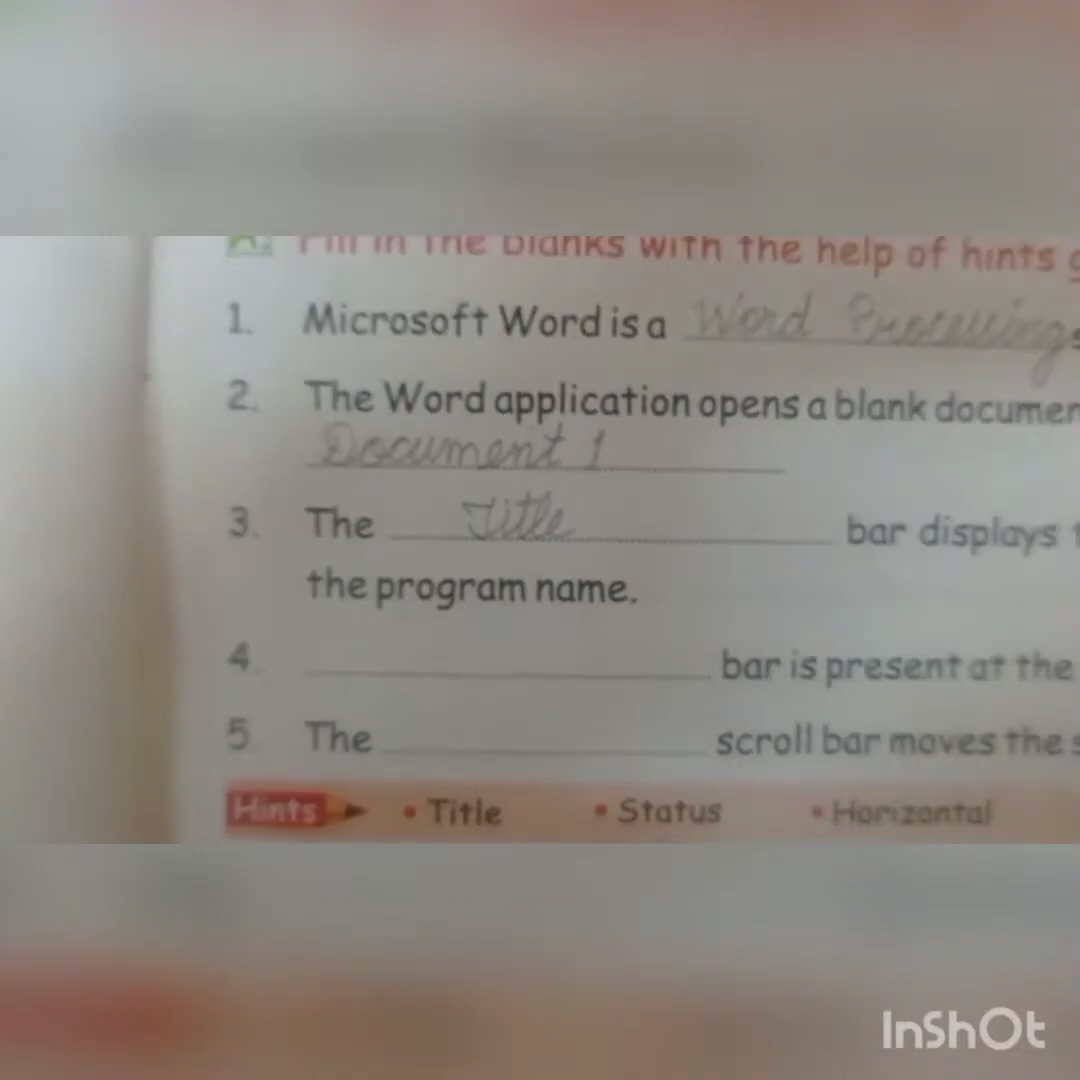 A. Fill in the blanks with the help of hints g
1. Microsoft Word is a Word Processing s
2. The Word application opens a blank documen
Document 1
3. The Title bar displays t
the program name.
4. bar is present at the
5. The scroll bar moves the s
Hints • Title • Status • Horizontal
InShOt